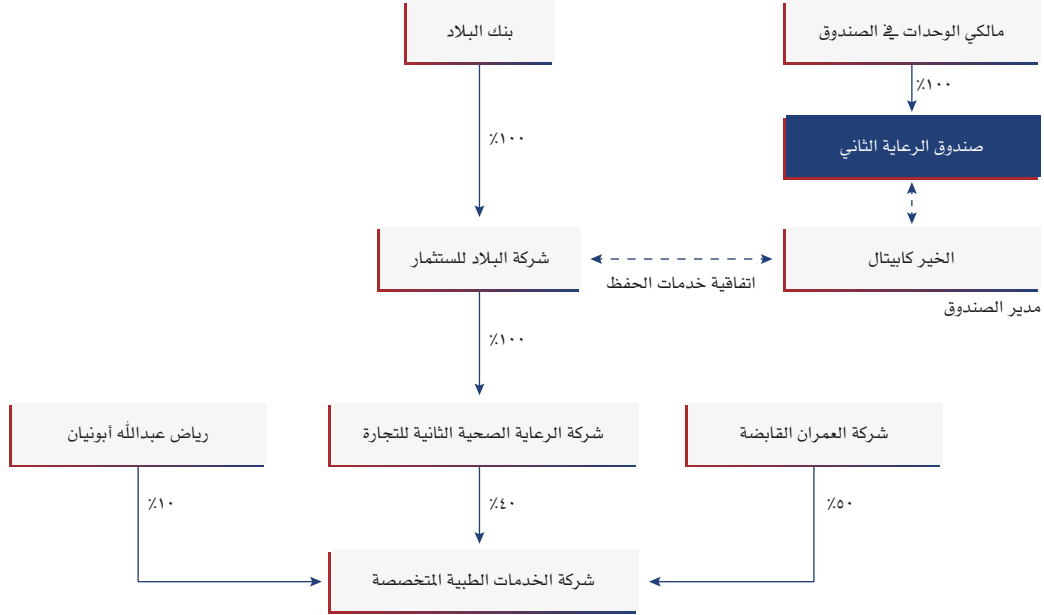 مالكي الوحدات في الصندوق
بنك البلاد
٪١٠٠
٪١٠٠
صندوق الرعاية الثاني
الخير كابيتال
شركة البلاد للستثمار
اتفاقية خدمات الحفظ
مدير الصندوق
٪١٠٠
شركة العمران القابضة
شركة الرعاية الصحية الثانية للتجارة
رياض عبدالله أبونيان
٪٥٠
٪٤٠
٪١٠
شركة الخدمات الطبية المتخصصة